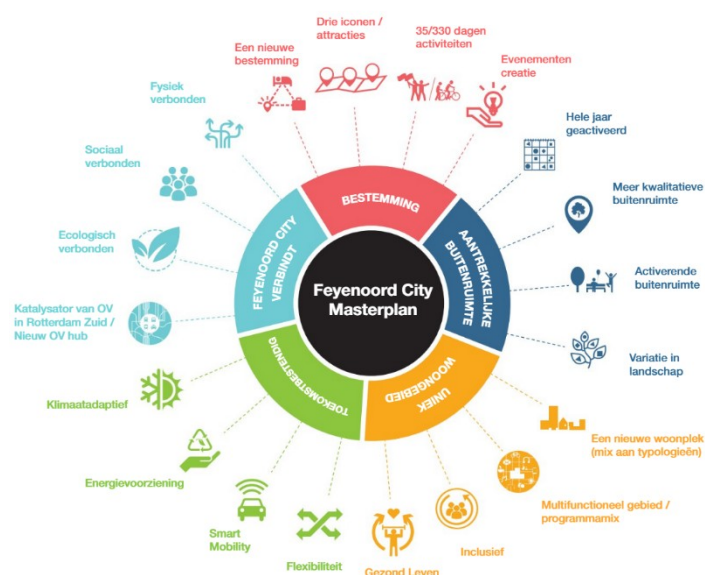 Drie iconen /
attracties
35/330 dagen
activiteiten
Een nieuwe
bestemming
Evenementen
creatie
Fysiek
verbonden
Hele jaar
geactiveerd
Sociaal
verbonden
Meer kwalitatieve
buitenruimte
Ecologisch
verbonden
Activerende
buitenruimte
Katalysator van OV
in Rotterdam Zuid /
Nieuw OV hub
Variatie in
landschap
Klimaatadaptief
Een nieuwe woonplek
(mix aan typologieën)
Energievoorziening
Multifunctioneel gebied /
programmamix
Smart
Mobility
Inclusief
Flexibiliteit
Gezond Leven
BESTEMMING
AANTREKKELIJKE
BUITENRUIMTE
UNIEK
WOONGEBIED
TOEKOMSTBESTENDIG
FEYENOORD CITY
VERBINDT
Feyenoord City
Masterplan